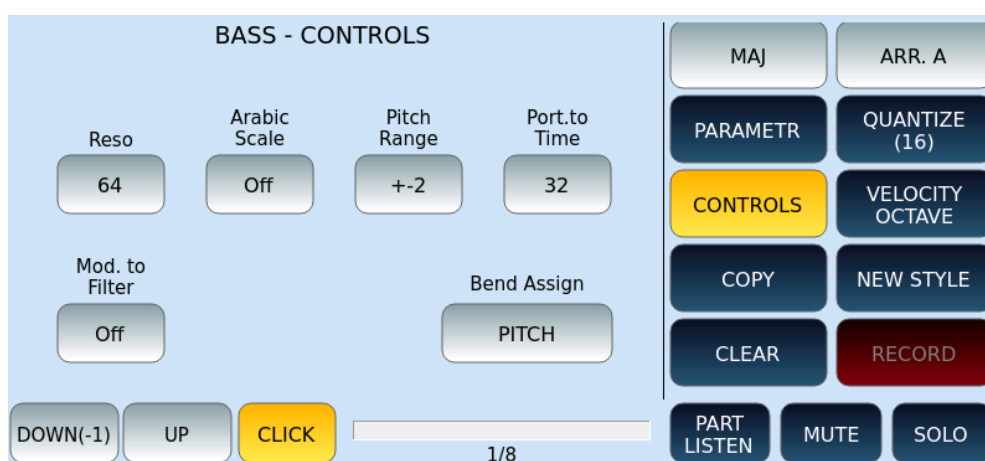 BASS - CONTROLS
Reso
Arabic
Scale
Pitch
Range
Port.to
Time
64
Off
+-2
32
Mod. to
Filter
Bend Assign
Off
PITCH
DOWN(-1)
UP
CLICK
1/8
MAJ
ARR. A
PARAMETR
QUANTIZE
(16)
CONTROLS
VELOCITY
OCTAVE
COPY
NEW STYLE
CLEAR
RECORD
PART
LISTEN
MUTE
SOLO